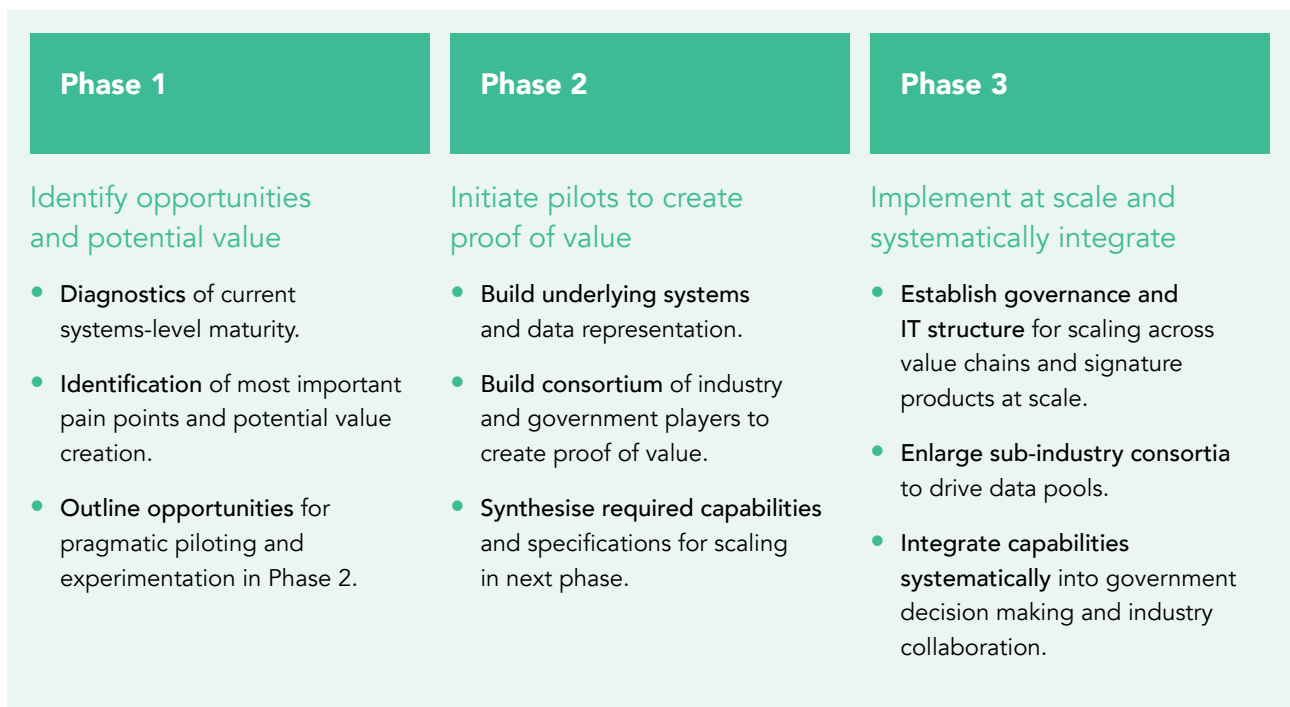 Phase 1
Identify opportunities
and potential value
• Diagnostics of current
systems-level maturity.
• Identification of most important
pain points and potential value
creation.
• Outline opportunities for
pragmatic piloting and
experimentation in Phase 2.
Phase 2
Initiate pilots to create
proof of value
• Build underlying systems
and data representation.
• Build consortium of industry
and government players to
create proof of value.
• Synthesise required capabilities
and specifications for scaling
in next phase.
Phase 3
Implement at scale and
systematically integrate
• Establish governance and
IT structure for scaling across
value chains and signature
products at scale.
• Enlarge sub-industry consortia
to drive data pools.
• Integrate capabilities
systematically into government
decision making and industry
collaboration.